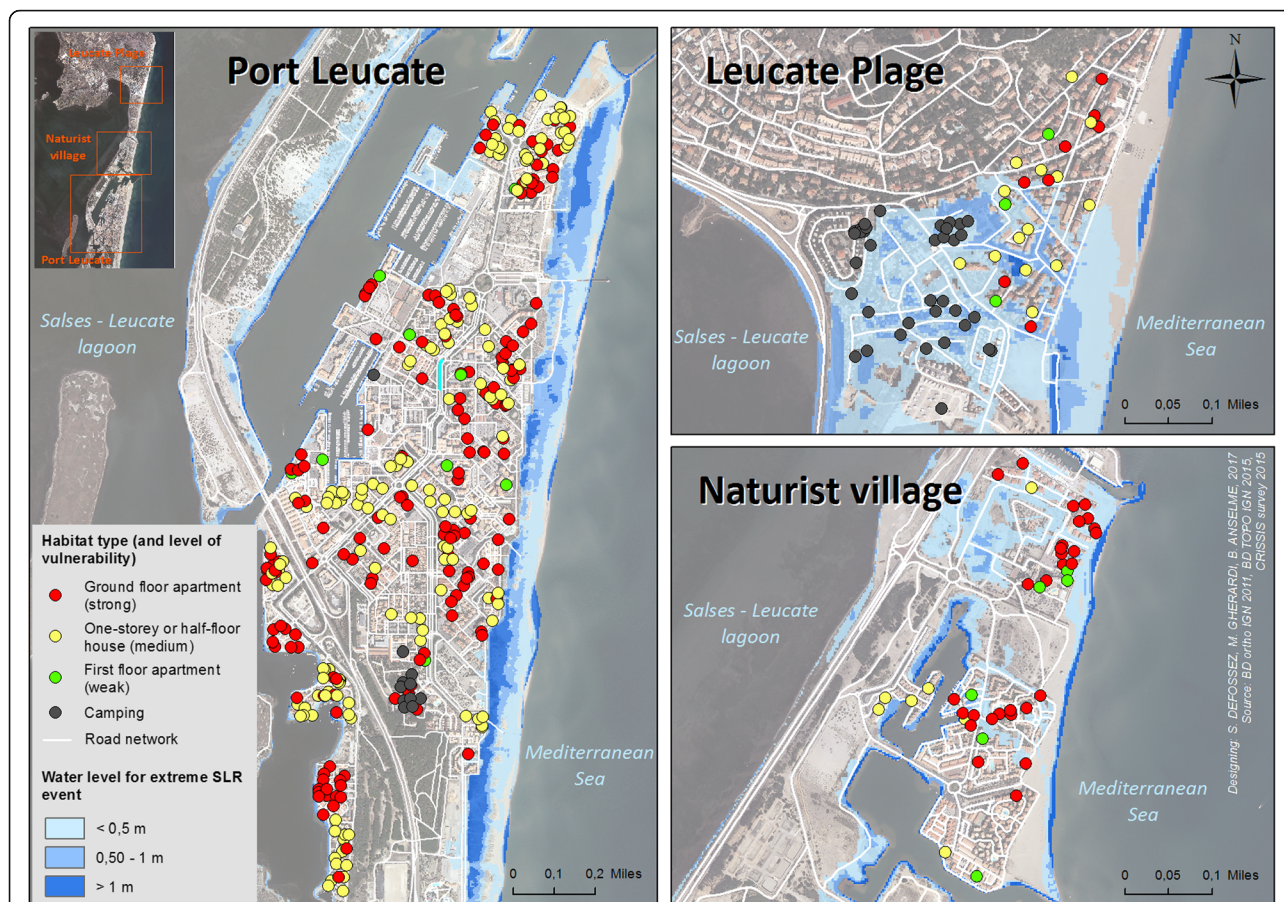 Port Leucate
Leucate Plage
Naturist
village
Port Leucate
Salses - Leucate
lagoon
Mediterranean
Sea
Habitat type (and level of
vulnerability)
Ground floor apartment
(strong)
One-storey or half-floor
house (medium)
First floor apartment
(weak)
Camping
Road network
Water level for extreme SLR
event
< 0,5 m
0,50 - 1 m
> 1 m
0 0,1 0,2 Miles
Leucate Plage
N
Salses - Leucate
lagoon
Mediterranean
Sea
0 0,05 0,1 Miles
Naturist village
Salses - Leucate
lagoon
Mediterranean
Sea
0 0,05 0,1 Miles
Designing: S. DEFOSSEZ, M. GHERARDI, B. ANSELME, 2017
Source: BD ortho IGN 2011, BD TOPO IGN 2015,
CRISSIS survey 2015